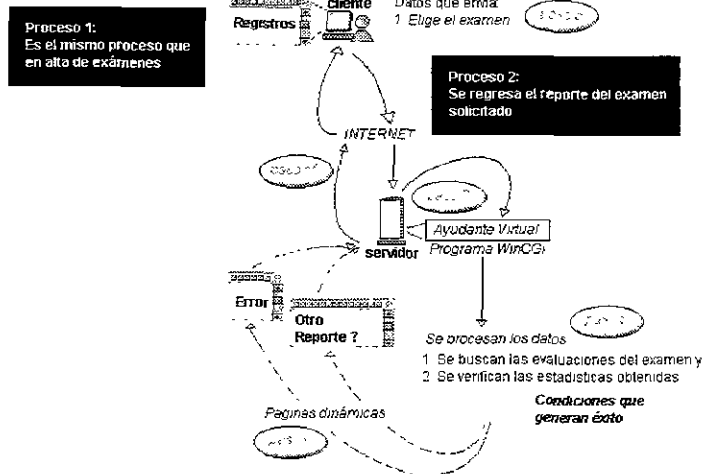 cliente
Datos que envía:
1 Elige el examen
Registros
Proceso 1:
Es el mismo proceso que
en alta de exámenes
Proceso 2:
Se regresa el reporte del examen
solicitado
INTERNET
Ayudante Virtual
Programa WinCGI
servidor
Error
Otro
Reporte ?
Se procesan los datos
1 Se buscan las evaluaciones del examen y
2 Se verifican las estadísticas obtenidas
Condiciones que
generan éxito
Paginas dinámicas